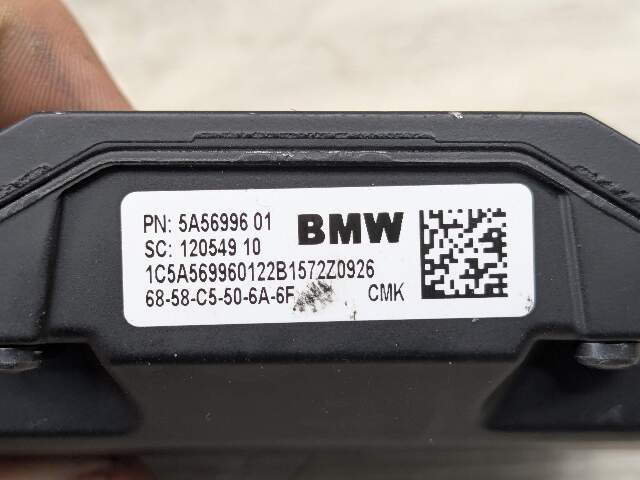 PN: 5A56996 01 BMW
SC: 120549 10
1C5A569960122B1572Z0926
68-58-C5-50-6A-6F CMK